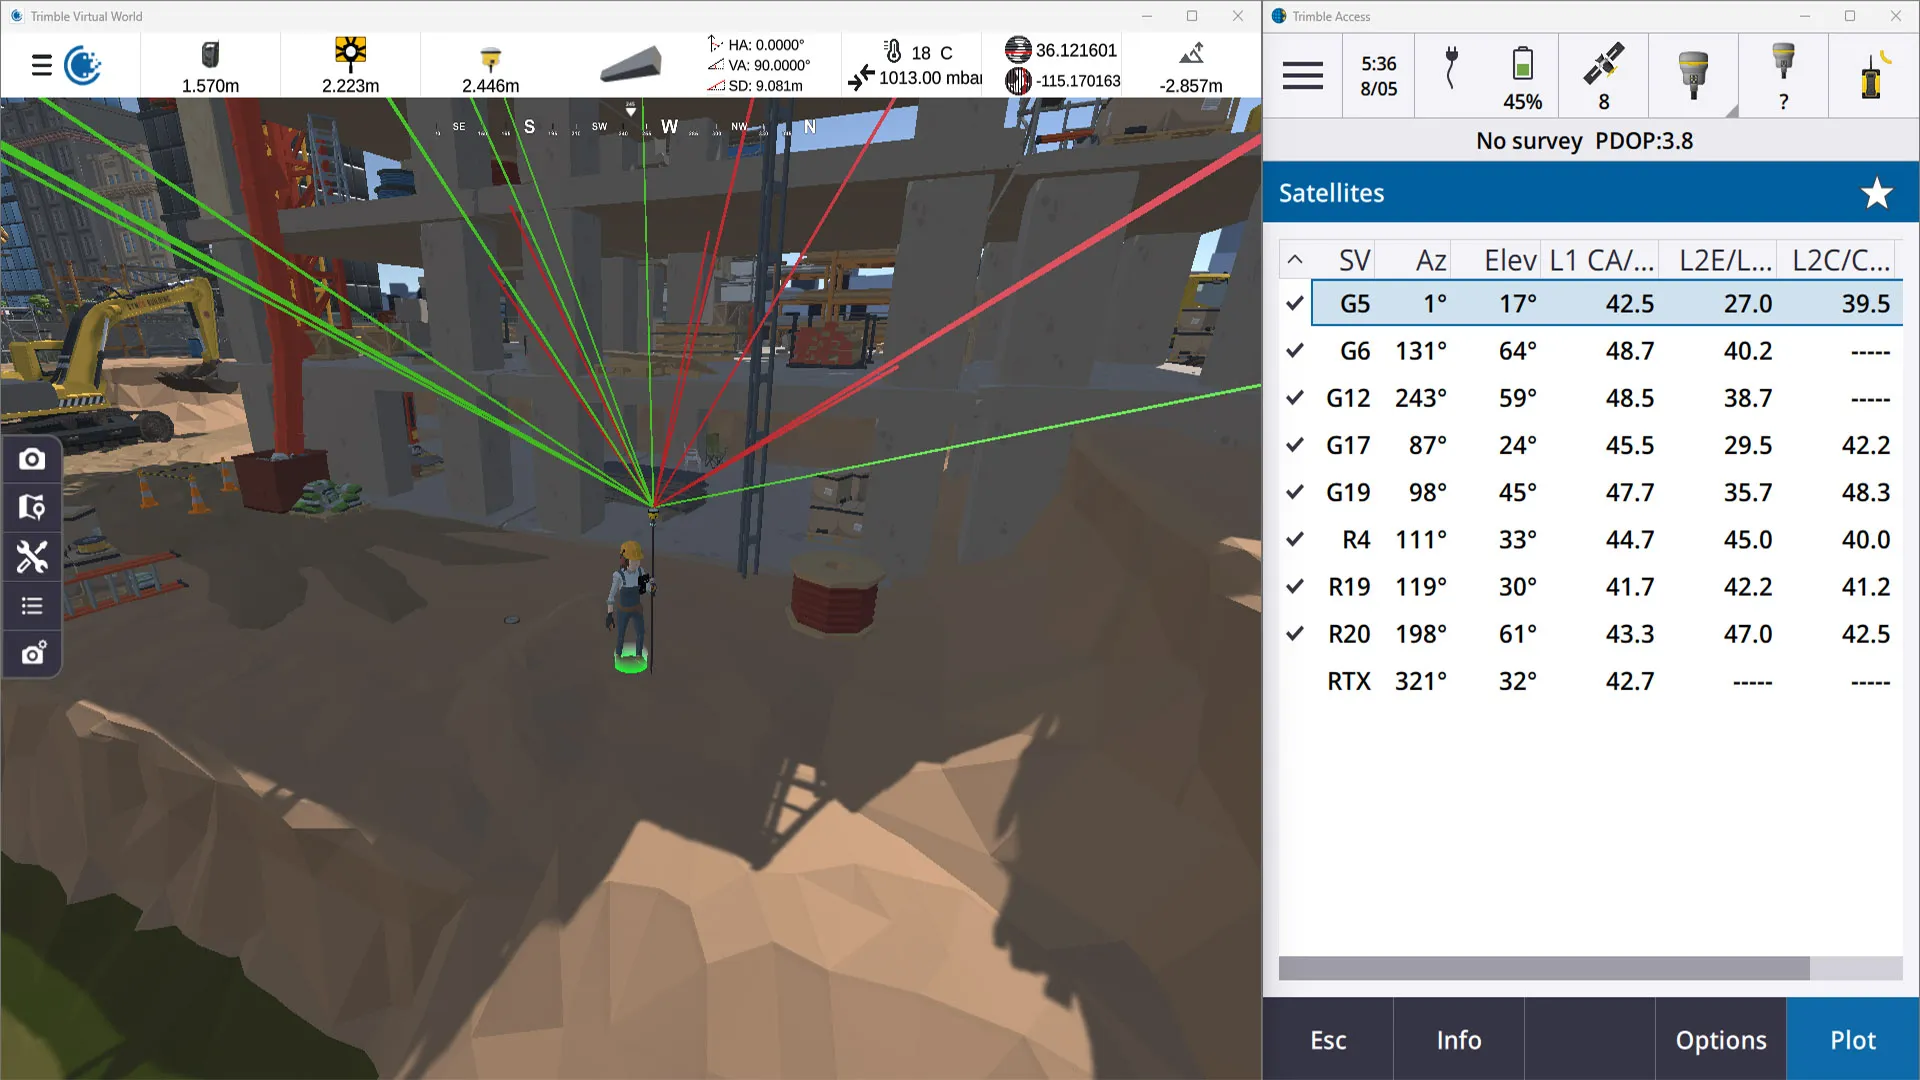 Trimble Virtual World
1.570m
2.223m
2.446m
HA: 0.0000°
VA: 90.0000°
SD: 9.081m
18 C
1013.00 mbar
36.121601
-115.170163
-2.857m
SE
S
SW
W
NW
N
Trimble Access
5:36
8/05
45%
8
?
No survey PDOP:3.8
Satellites
SV Az Elev L1 CA/... L2E/L... L2C/C...
G5 1° 17° 42.5 27.0 39.5
G6 131° 64° 48.7 40.2 -----
G12 243° 59° 48.5 38.7 -----
G17 87° 24° 45.5 29.5 42.2
G19 98° 45° 47.7 35.7 48.3
R4 111° 33° 44.7 45.0 40.0
R19 119° 30° 41.7 42.2 41.2
R20 198° 61° 43.3 47.0 42.5
RTX 321° 32° 42.7 ----- -----
Esc Info Options Plot